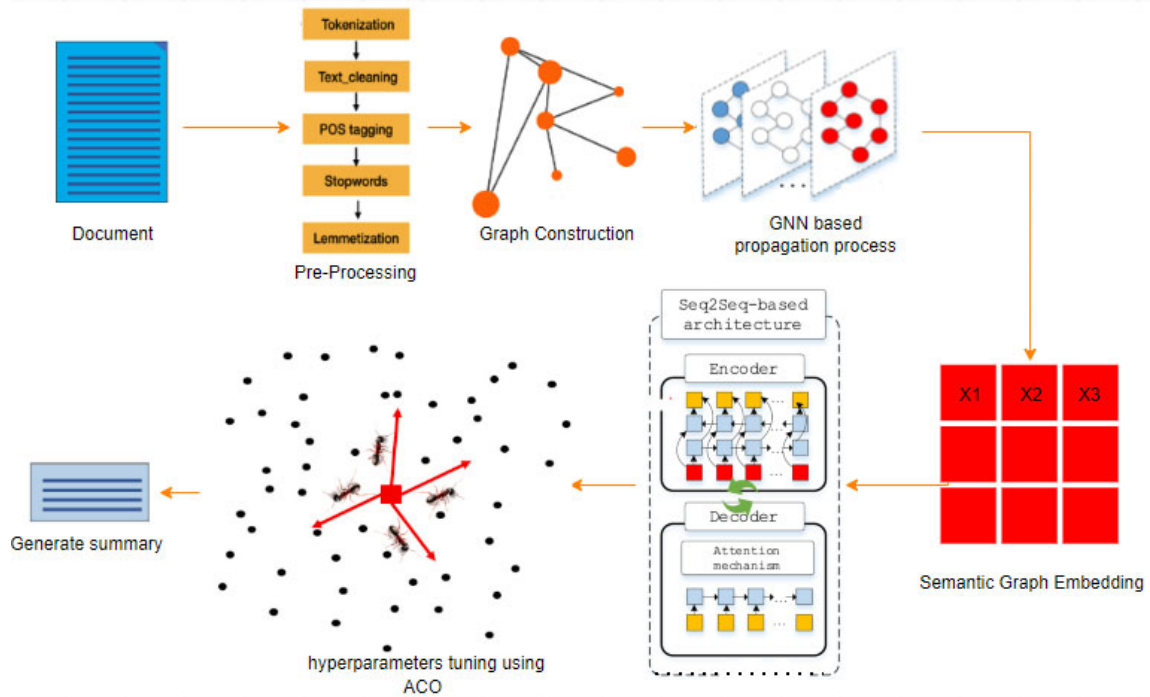 Tokenization
Text_cleaning
POS tagging
Stopwords
Lemmetization
Document
Pre-Processing
Graph Construction
...
GNN based
propagation process
Seq2Seq-based
architecture
Encoder
...
...
...
...
Decoder
Attention
mechanism
...
...
X1 X2 X3
Semantic Graph Embedding
hyperparameters tuning using
ACO
Generate summary